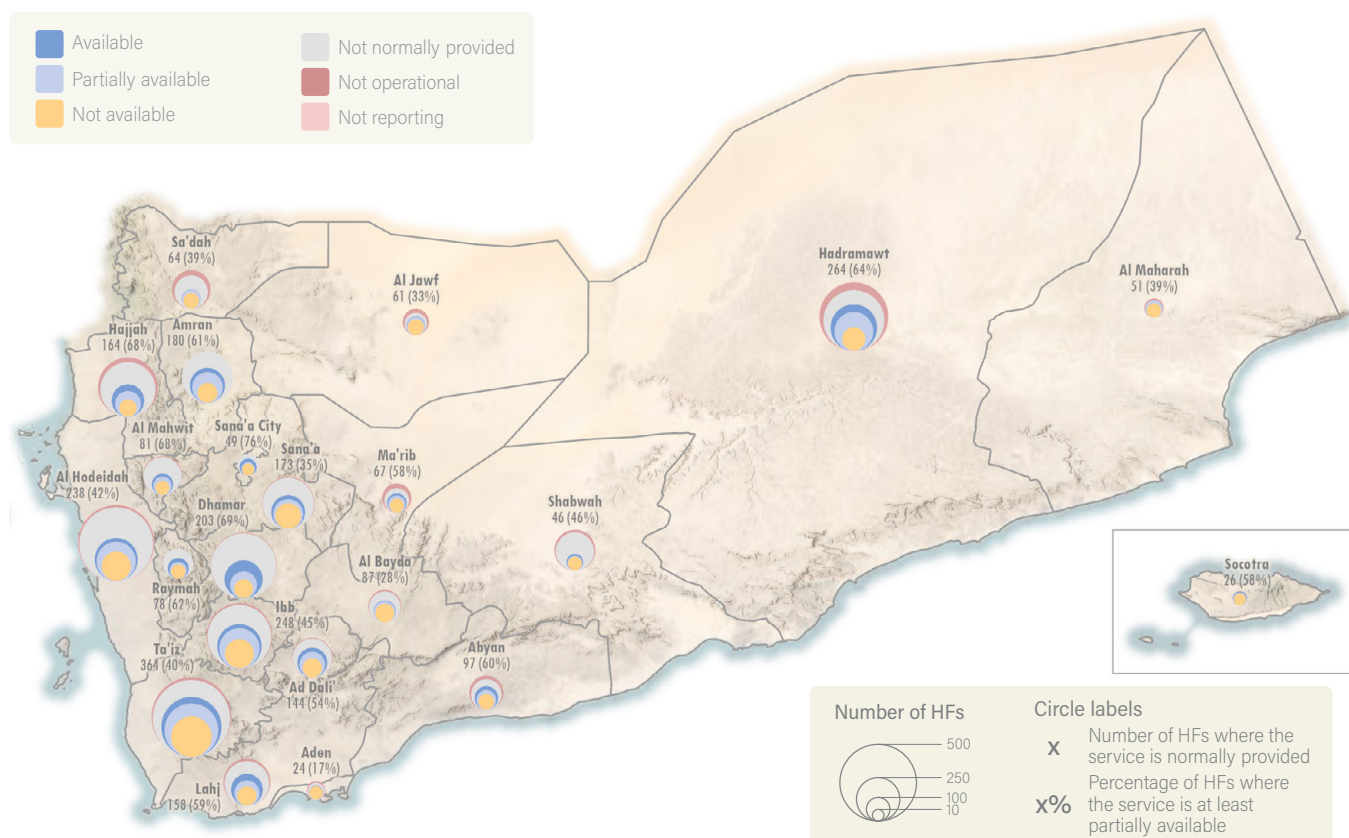 Available
Partially available
Not available
Not normally provided
Not operational
Not reporting
Sa'dah
64 (39%)
Al Jawf
61 (33%)
Hadramawt
264 (64%)
Al Maharah
51 (39%)
Hajjah
164 (68%)
Amran
180 (61%)
Al Mahwit
81 (68%)
Sana'a City
49 (76%)
Sana'a
173 (35%)
Ma'rib
67 (58%)
Al Hodeidah
238 (42%)
Dhamar
203 (69%)
Shabwah
46 (46%)
Raymah
78 (62%)
Al Bayda
87 (28%)
Ibb
248 (45%)
Socotra
26 (58%)
Ta'iz
364 (40%)
Ad Dali'
144 (54%)
Abyan
97 (60%)
Aden
24 (17%)
Lahj
158 (59%)
Number of HFs
500
250
100
10
Circle labels
x Number of HFs where the
service is normally provided
x% Percentage of HFs where
the service is at least
partially available